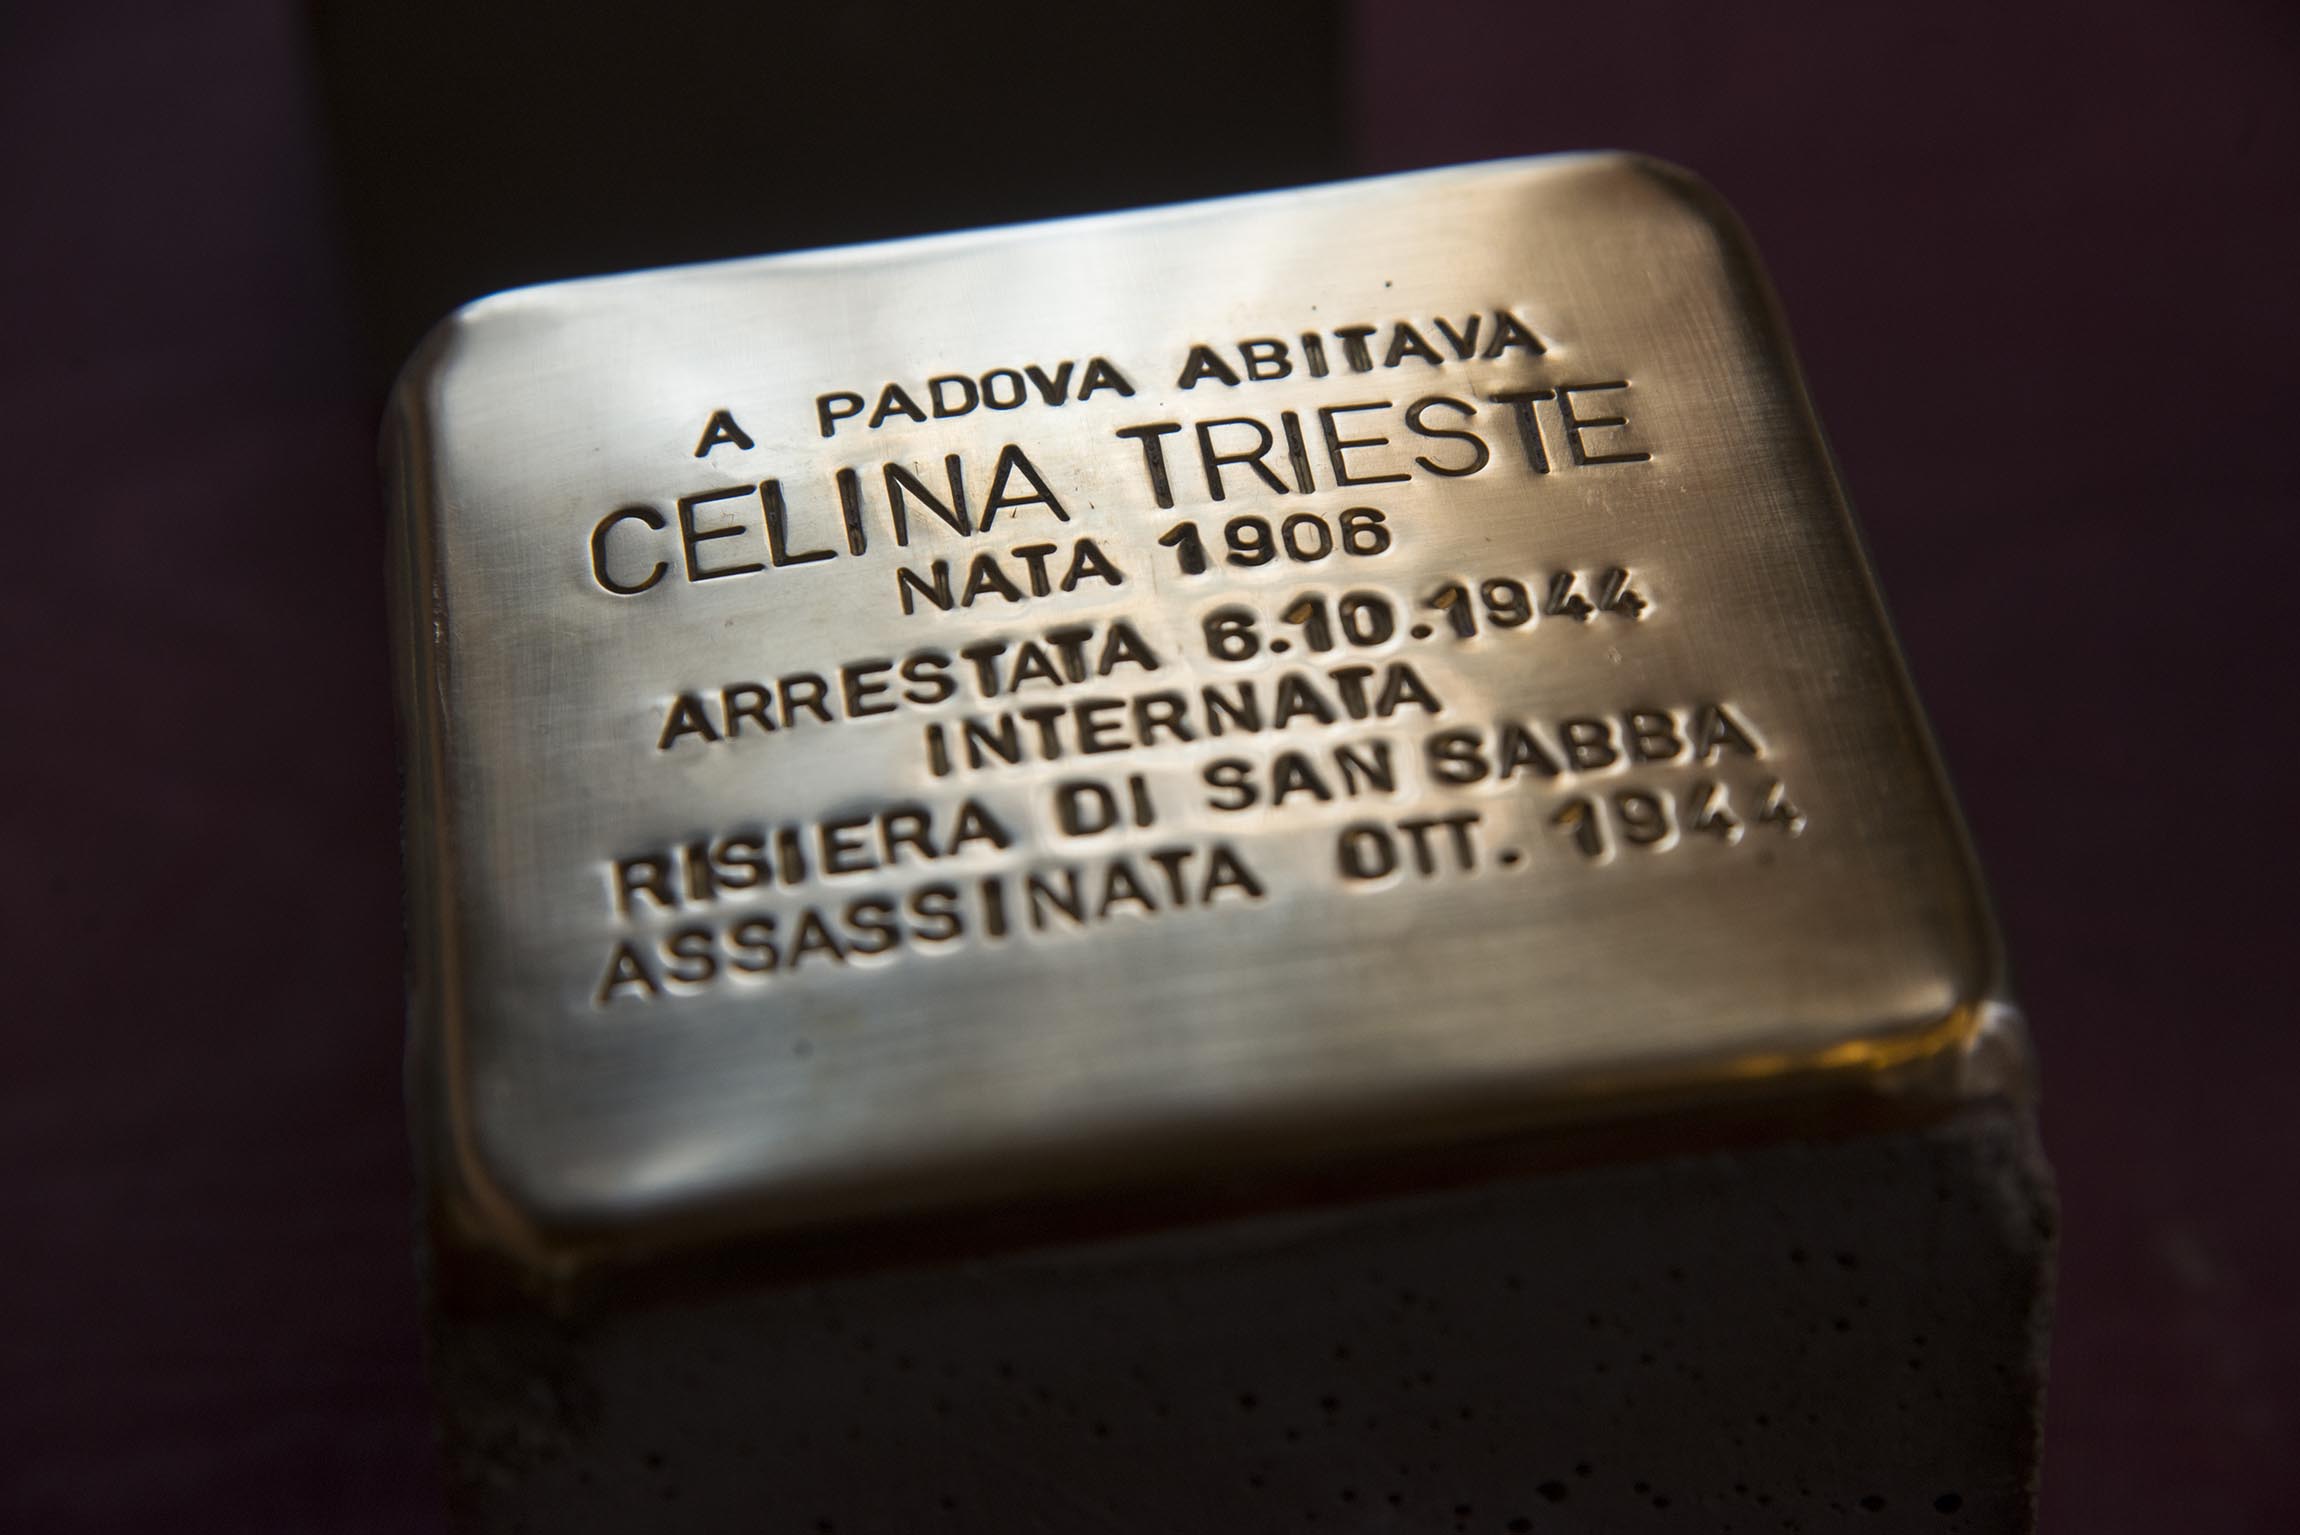 A PADOVA ABITAVA
CELINA TRIESTE
NATA 1906
ARRESTATA 6.10.1944
INTERNATA
RISIERA DI SAN SABBA
ASSASSINATA OTT. 1944